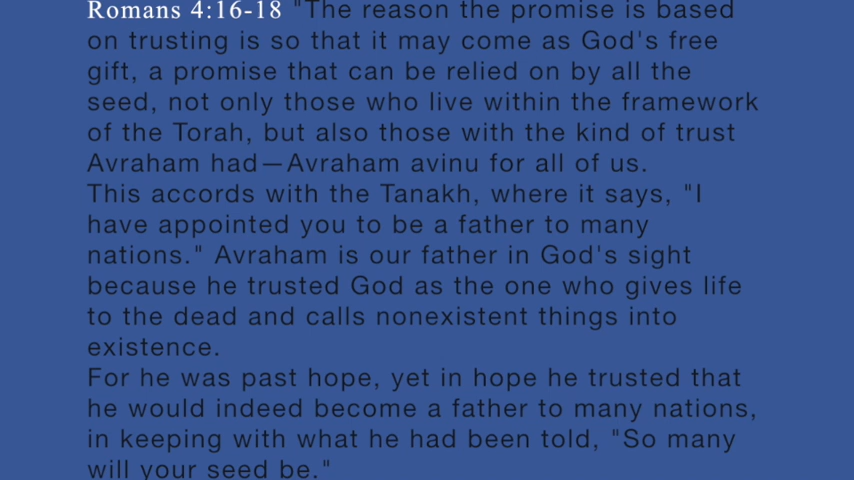 Romans 4:16-18 "The reason the promise is based
on trusting is so that it may come as God's free
gift, a promise that can be relied on by all the
seed, not only those who live within the framework
of the Torah, but also those with the kind of trust
Avraham had—Avraham avinu for all of us.
This accords with the Tanakh, where it says, "I
have appointed you to be a father to many
nations." Avraham is our father in God's sight
because he trusted God as the one who gives life
to the dead and calls nonexistent things into
existence.
For he was past hope, yet in hope he trusted that
he would indeed become a father to many nations,
in keeping with what he had been told, "So many
will your seed be."